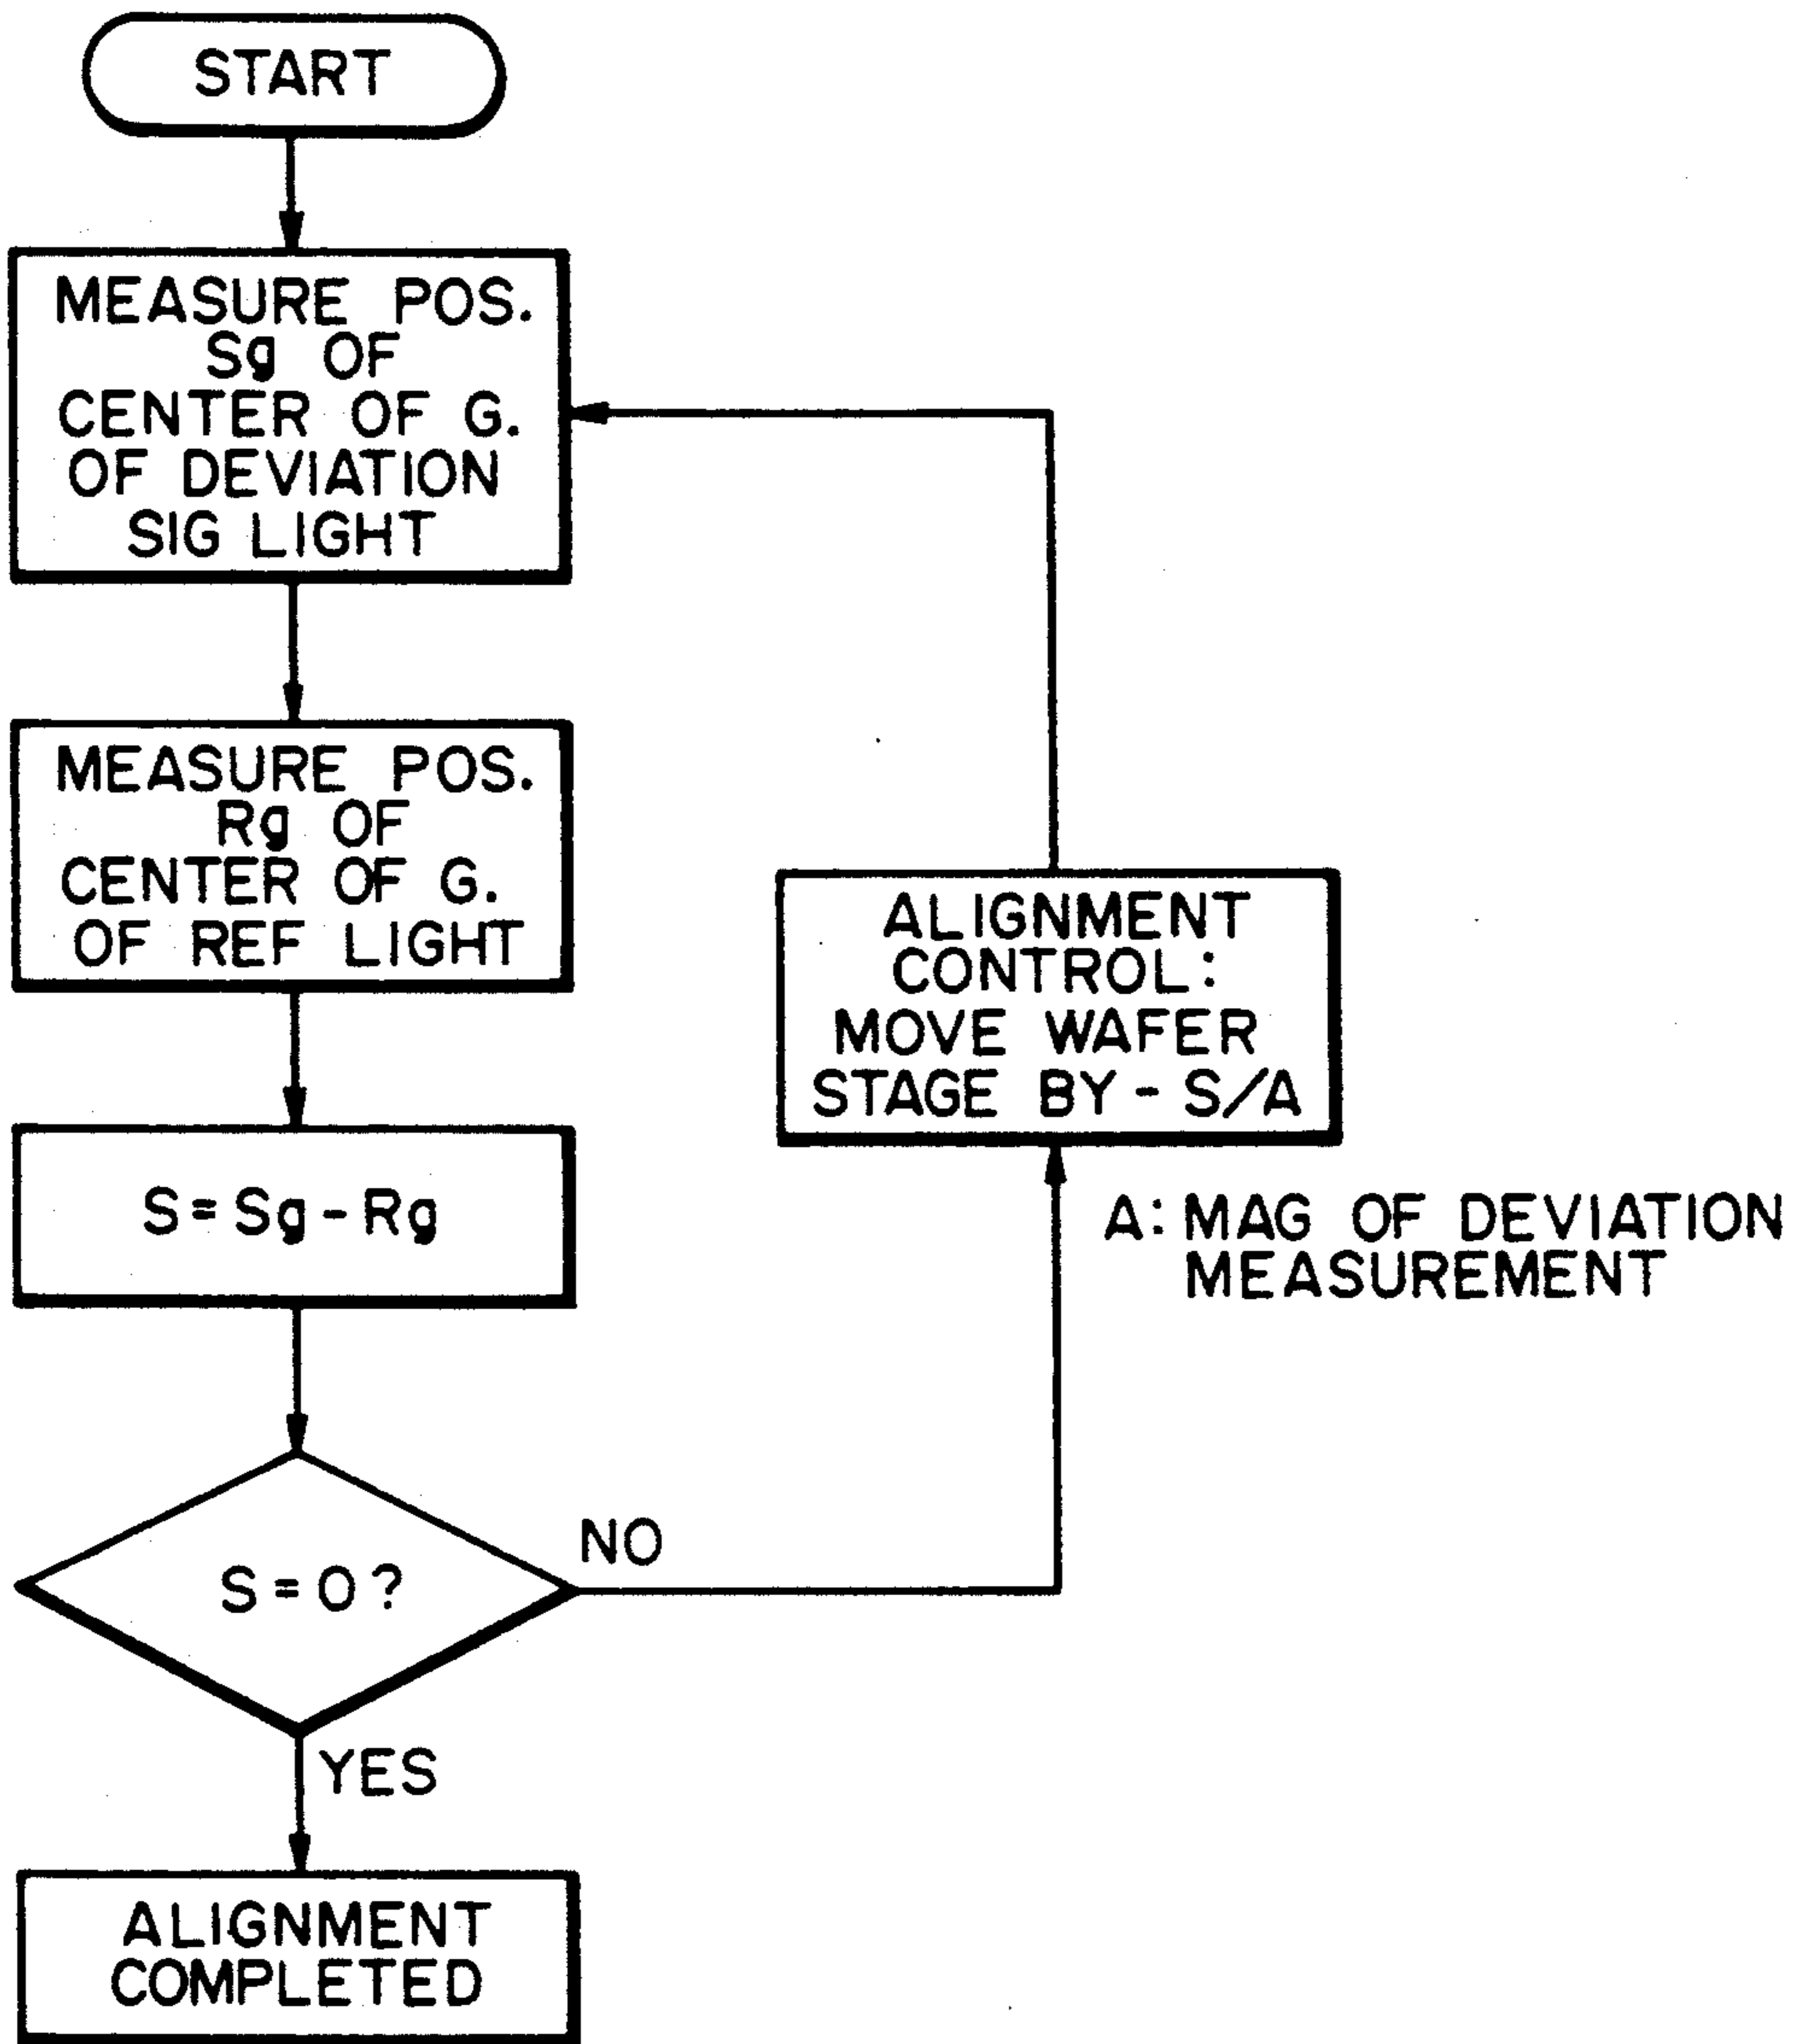 START
MEASURE POS.
Sg OF
CENTER OF G.
OF DEVIATION
SIG LIGHT
MEASURE POS.
Rg OF
CENTER OF G.
OF REF LIGHT
S=Sg-Rg
S=0?
NO
YES
ALIGNMENT
COMPLETED
ALIGNMENT
CONTROL:
MOVE WAFER
STAGE BY - S/A
A: MAG OF DEVIATION
MEASUREMENT